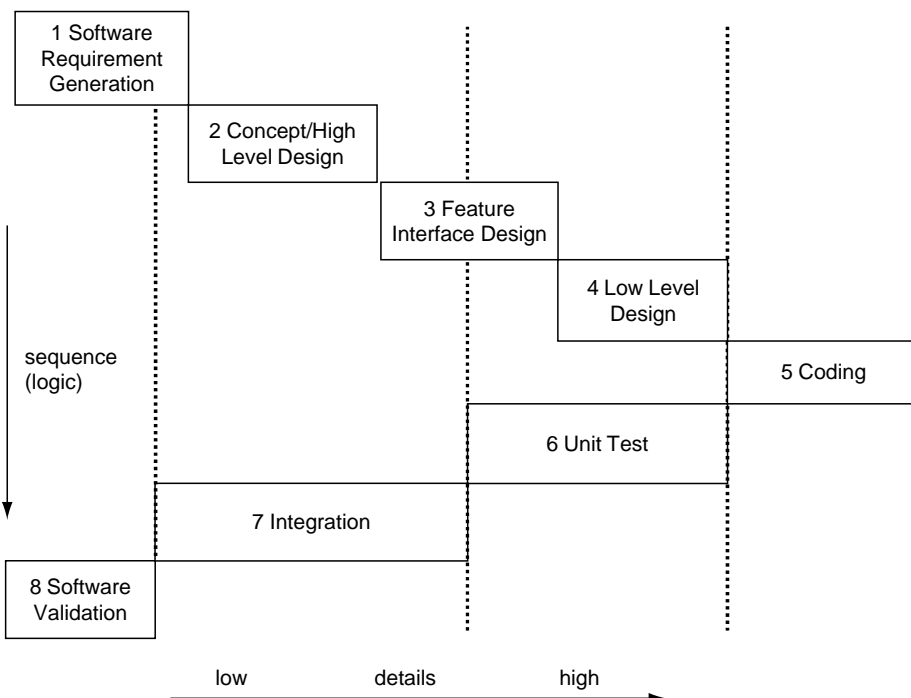 1 Software
Requirement
Generation
2 Concept/High
Level Design
3 Feature
Interface Design
4 Low Level
Design
sequence
(logic)
5 Coding
6 Unit Test
7 Integration
8 Software
Validation
low details high